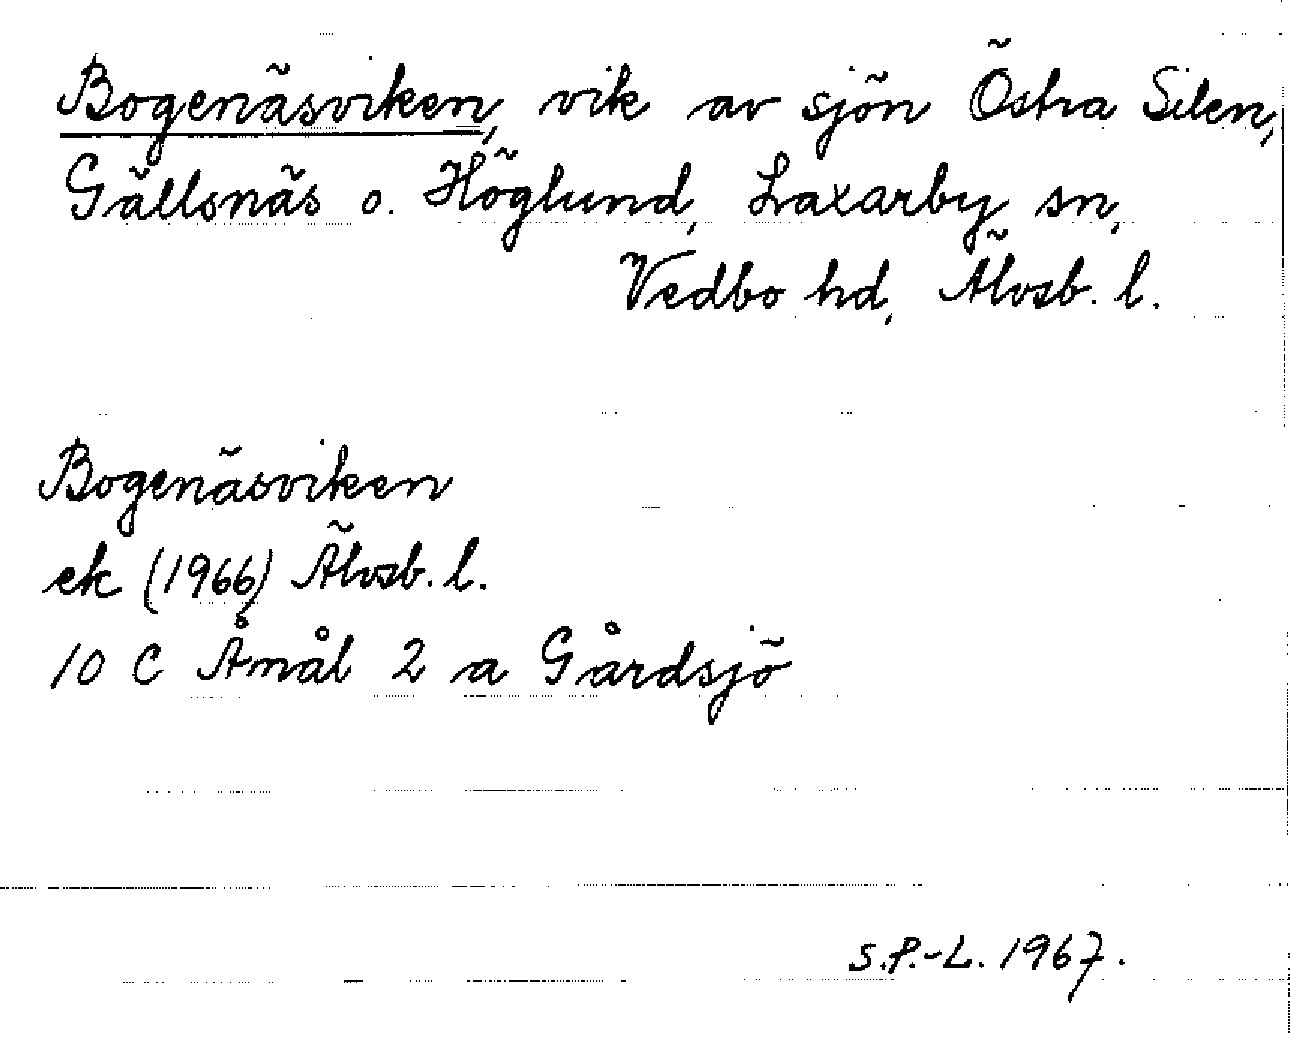 Bogenäsviken, vik av sjön Östra Silen,
Gällsnäs o. Höglund, Laxarby sn,
Vedbo hd, Älvsb. l.
Bogenäsviken
ek (1966) Älvsb. l.
10 C Åmål 2 a Gårdsjö
S.P.-L. 1967.